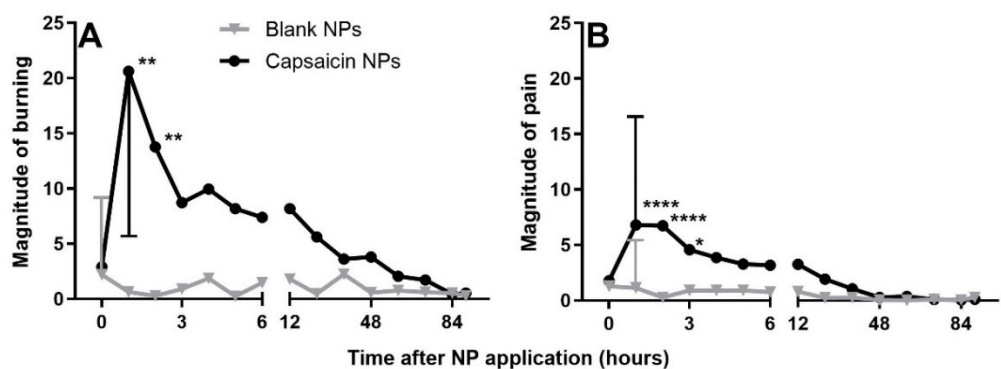 A
Blank NPs
Capsaicin NPs
Magnitude of burning
25
20
15
10
5
0
**
**
0 3 6 12 48 84
B
Magnitude of pain
25
20
15
10
5
0
****
****
*
0 3 6 12 48 84
Time after NP application (hours)